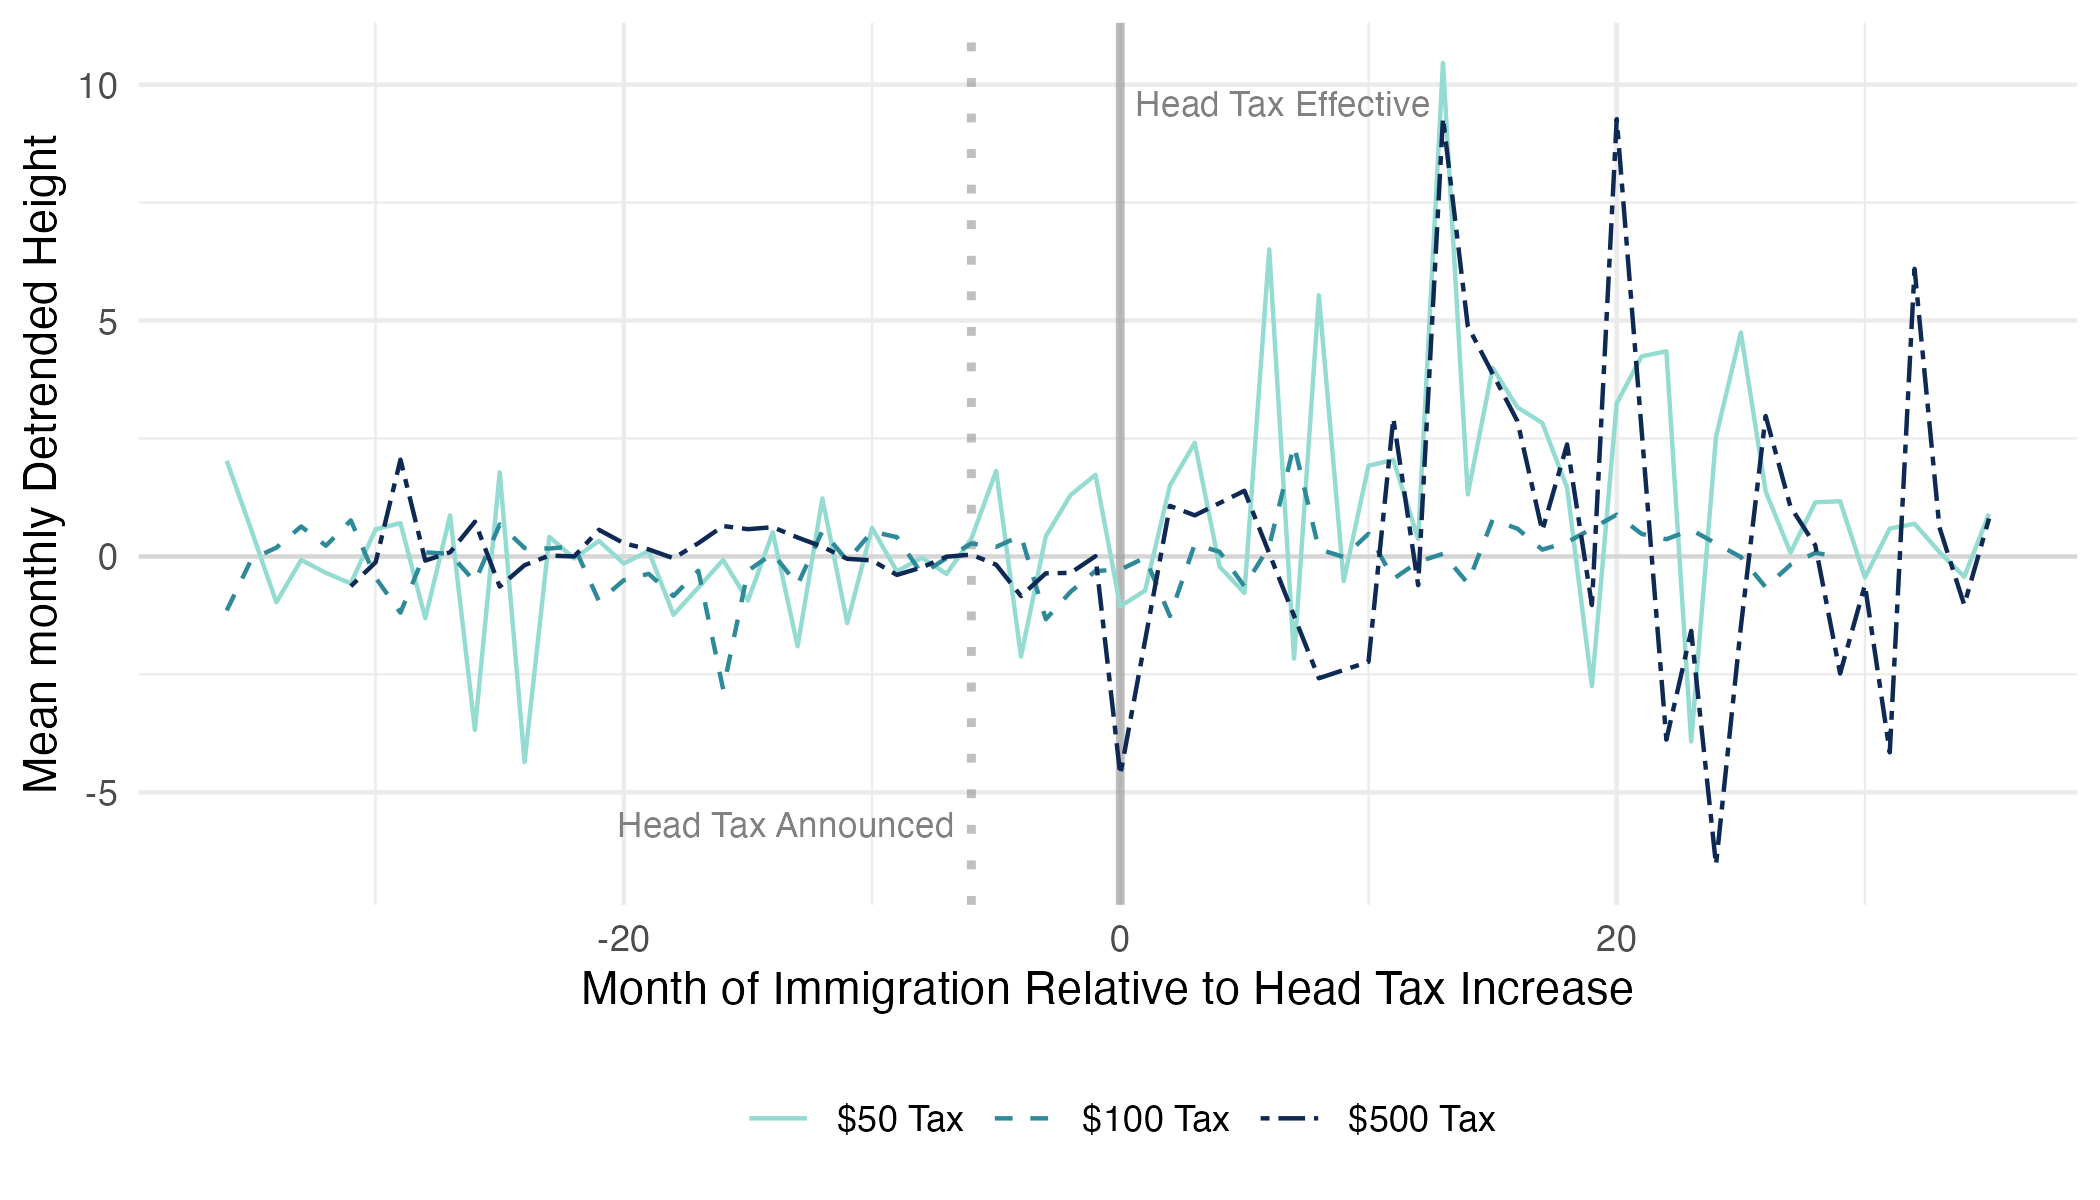 Mean monthly Detrended Height
10
5
0
-5
Head Tax Effective
Head Tax Announced
-20
0
20
Month of Immigration Relative to Head Tax Increase
$50 Tax
$100 Tax
$500 Tax